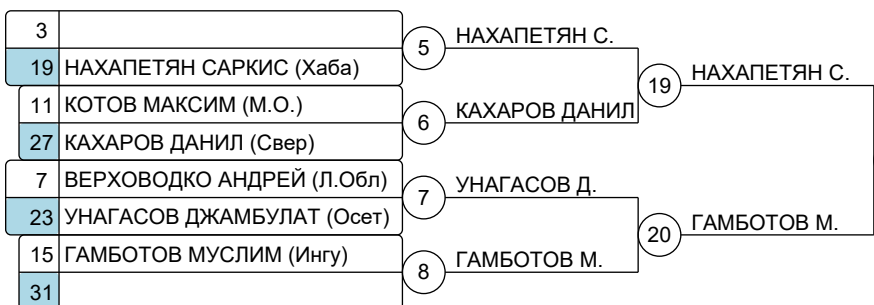 3
19 НАХАПЕТЯН САРКИС (Хаба)
11 КОТОВ МАКСИМ (М.О.)
27 КАХАРОВ ДАНИЛ (Свер)
7 ВЕРХОВОДКО АНДРЕЙ (Л.Обл)
23 УНАГАСОВ ДЖАМБУЛАТ (Осет)
15 ГАМБОТОВ МУСЛИМ (Ингу)
31
5 НАХАПЕТЯН С.
6 КАХАРОВ ДАНИЛ
7 УНАГАСОВ Д.
8 ГАМБОТОВ М.
19 НАХАПЕТЯН С.
20 ГАМБОТОВ М.